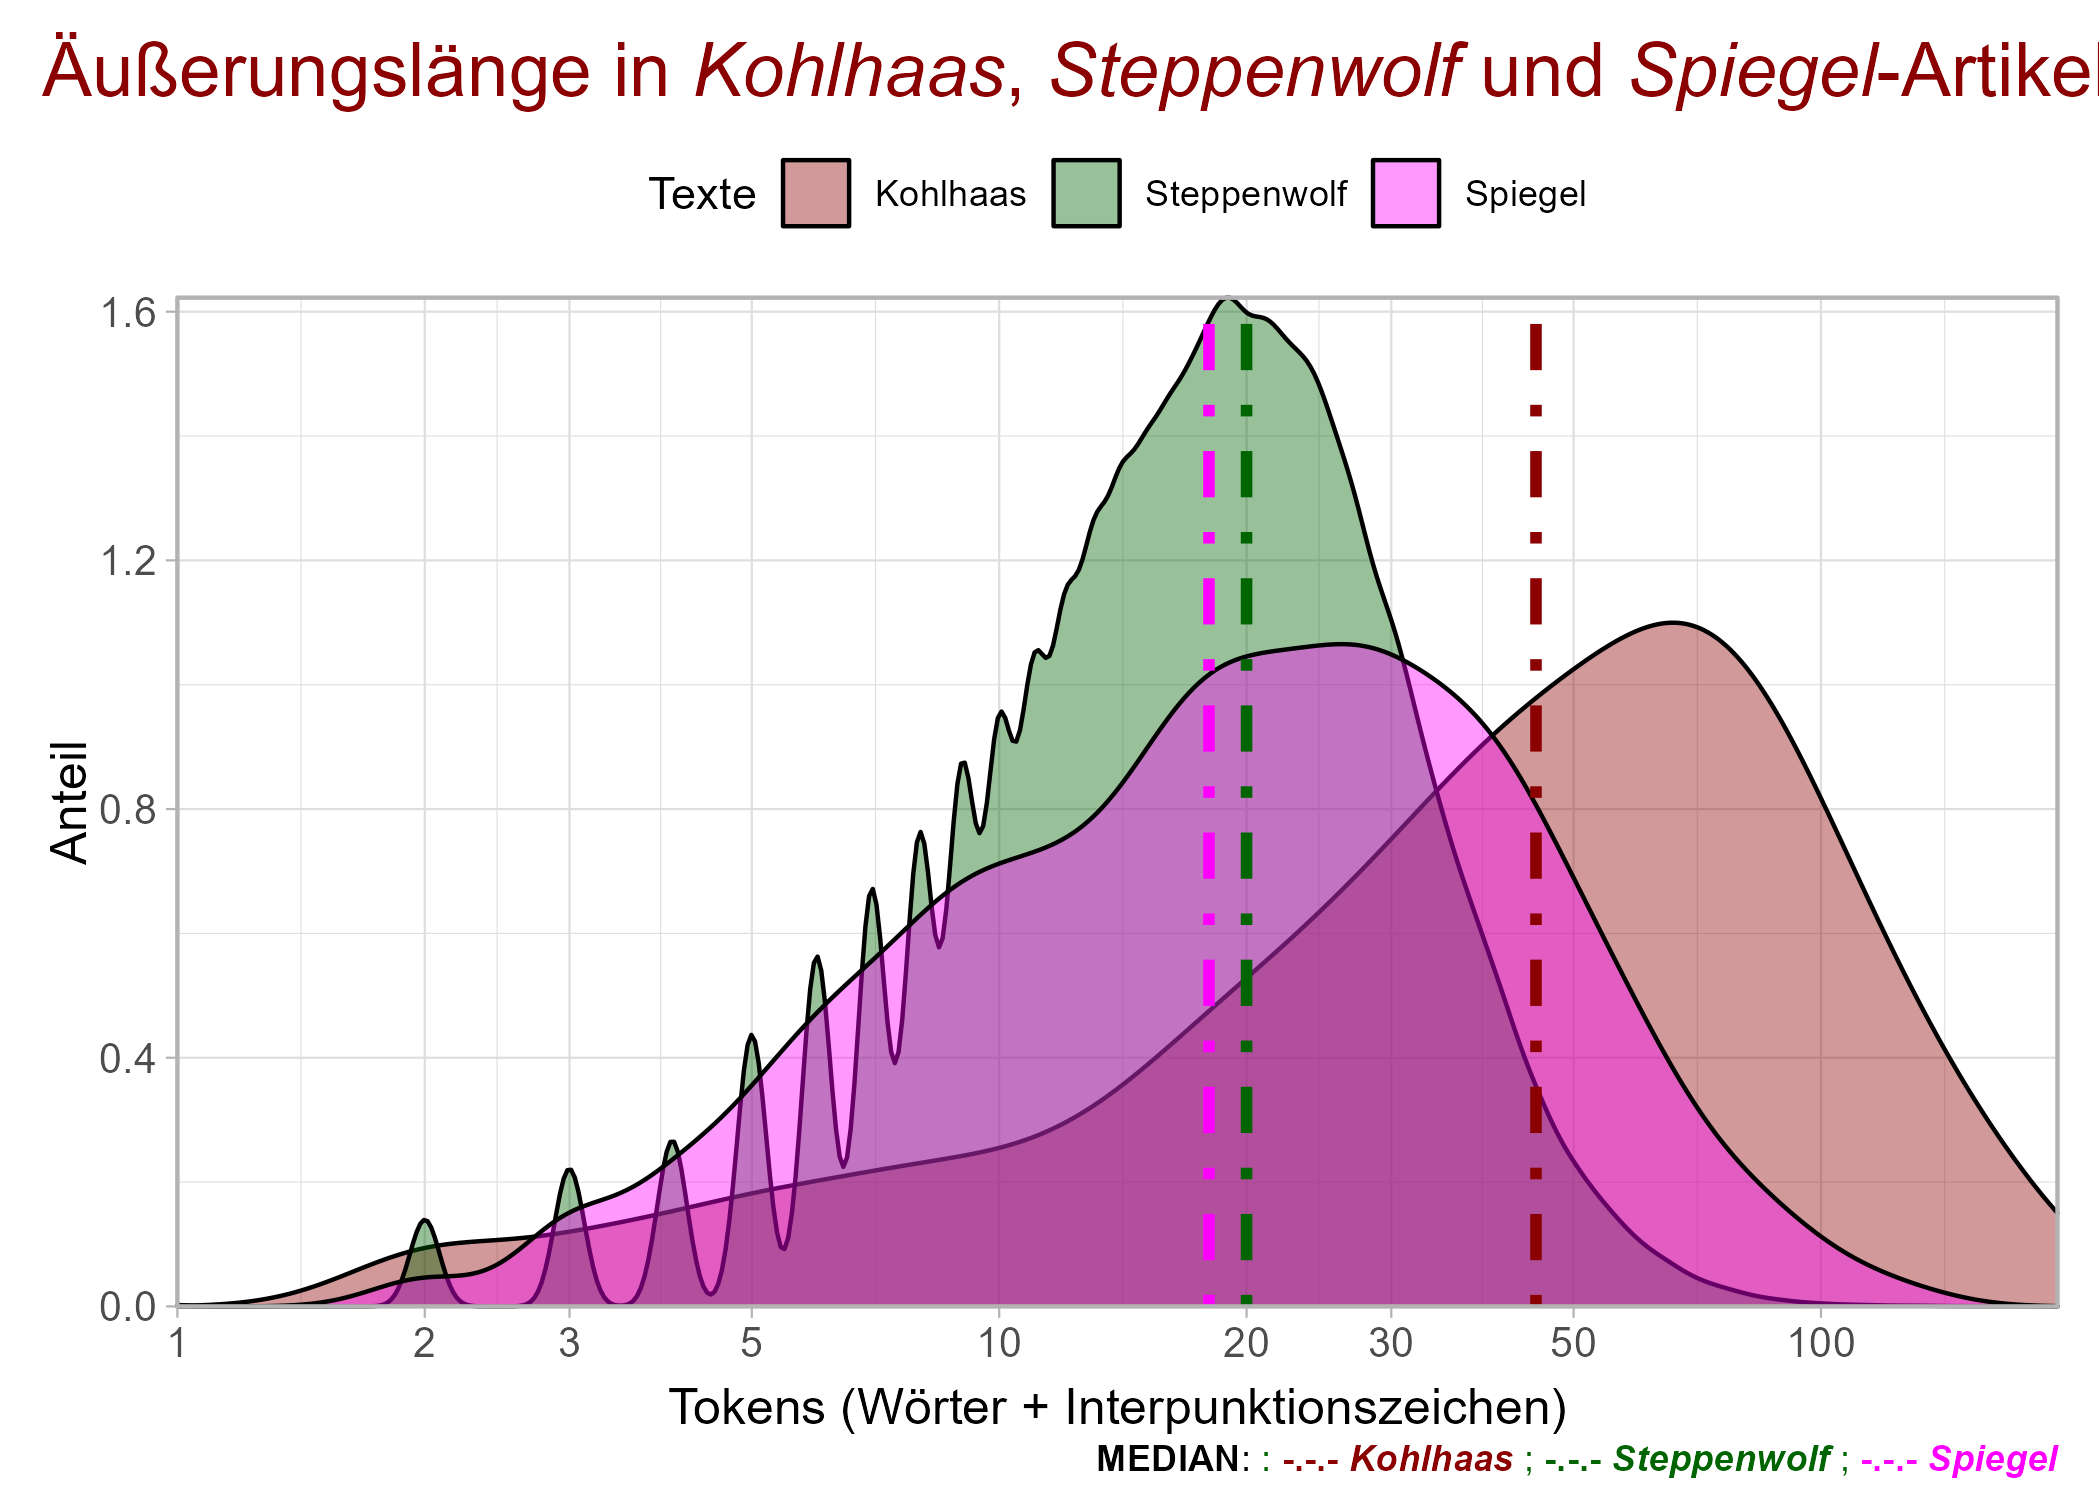 Äußerungslänge in Kohlhaas, Steppenwolf und Spiegel-Artikel
Texte Kohlhaas Steppenwolf Spiegel
Anteil
1.6
1.2
0.8
0.4
0.0
1 2 3 5 10 20 30 50 100
Tokens (Wörter + Interpunktionszeichen)
MEDIAN: : -.-.- Kohlhaas ; -.-.- Steppenwolf ; -.-.- Spiegel